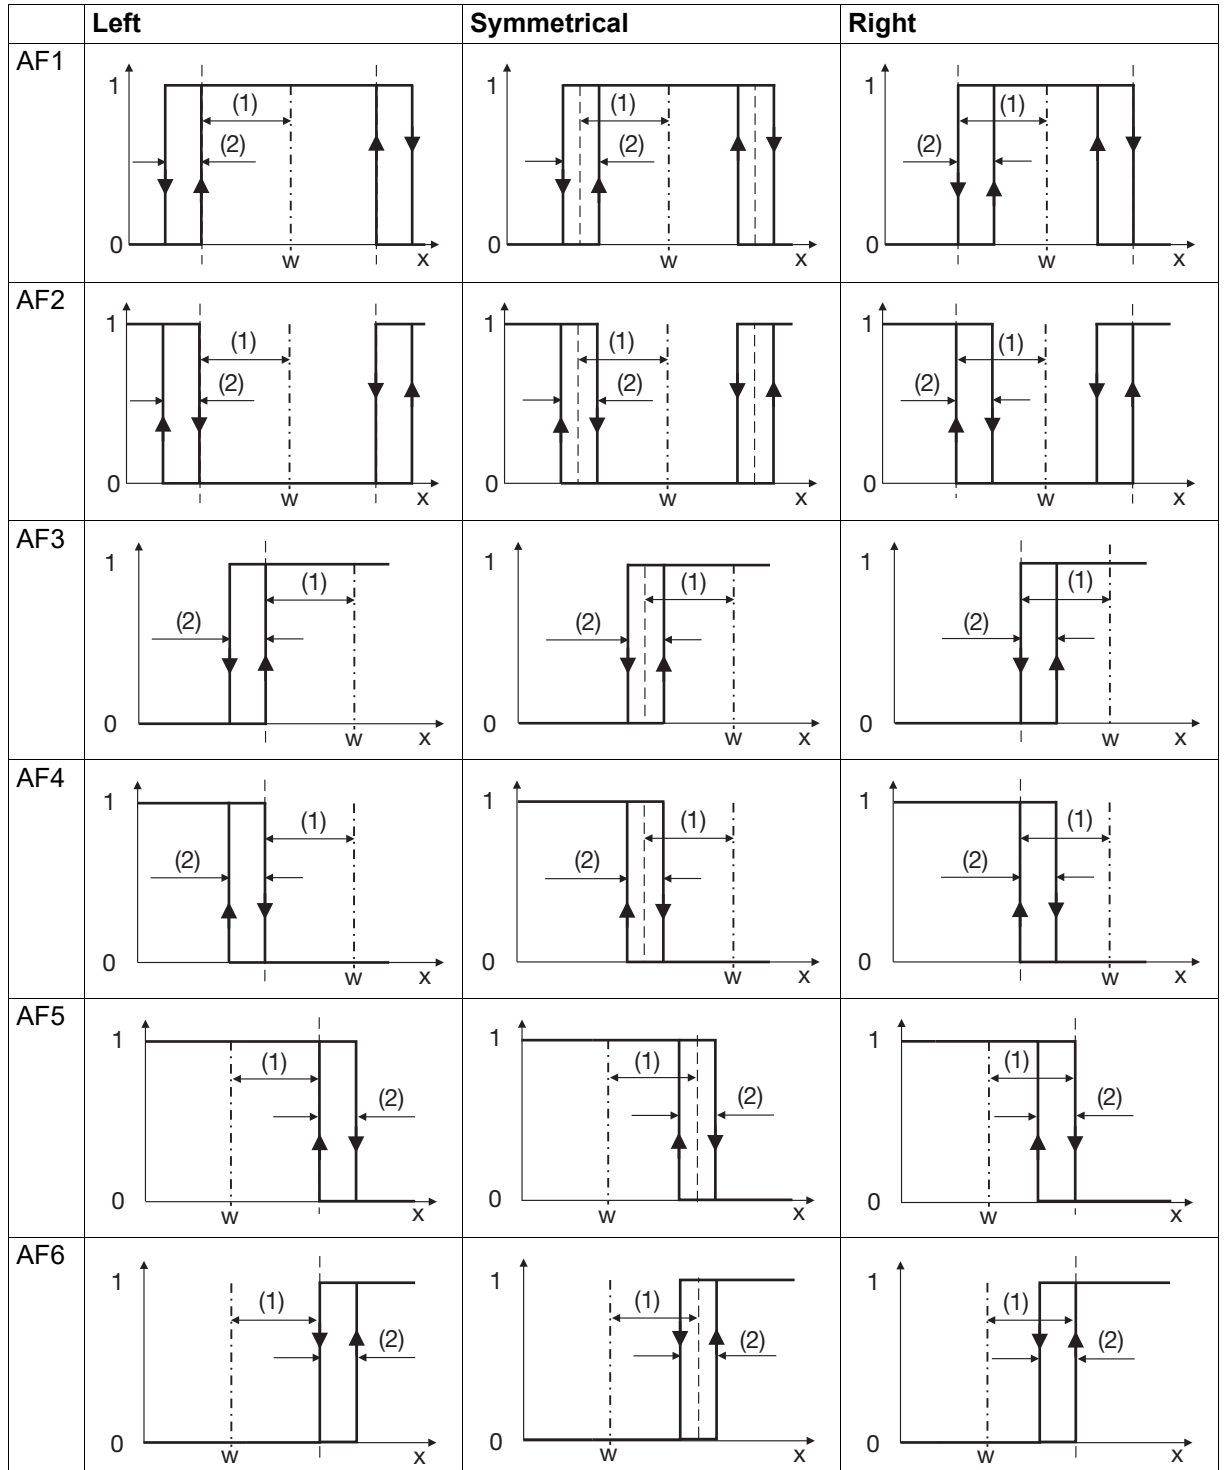 Left Symmetrical Right
AF1
1 (1) (2) 0 w x
1 (1) (2) 0 w x
1 (1) (2) 0 w x
AF2
1 (1) (2) 0 w x
1 (1) (2) 0 w x
1 (1) (2) 0 w x
AF3
1 (1) (2) 0 w x
1 (1) (2) 0 w x
1 (1) (2) 0 w x
AF4
1 (1) (2) 0 w x
1 (1) (2) 0 w x
1 (1) (2) 0 w x
AF5
1 (1) (2) 0 w x
1 (1) (2) 0 w x
1 (1) (2) 0 w x
AF6
1 (1) (2) 0 w x
1 (1) (2) 0 w x
1 (1) (2) 0 w x